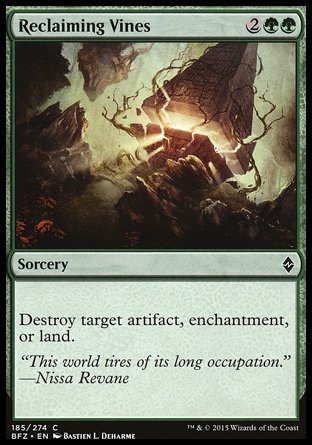 Reclaiming Vines 2
Sorcery
Destroy target artifact, enchantment,
or land.
“This world tires of its long occupation.”
—Nissa Revane
185/274 C
BFZ • EN Bastien L. Deharme
™ & © 2015 Wizards of the Coast